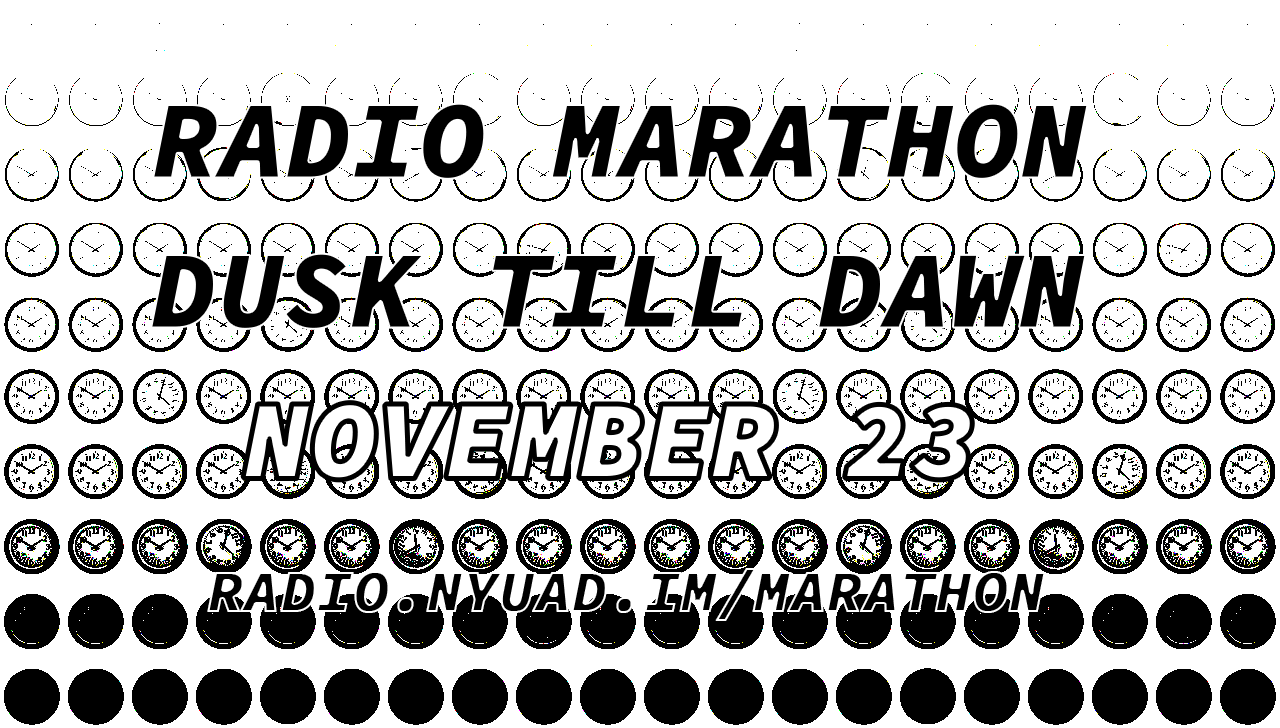 RADIO MARATHON
DUSK TILL DAWN
NOVEMBER 23
RADIO.NYUAD.IM/MARATHON